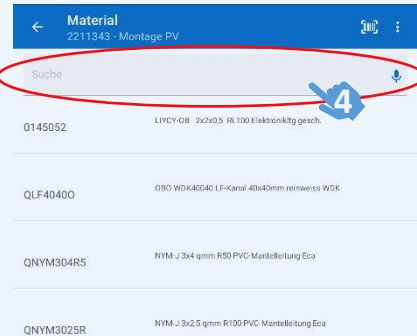 Material
2211343 - Montage PV
Suche
4
0145052 LIYCY-OB 2x2x0,5 Ri.100 Elektronikltg gesch.
QLF4040O OBO WDK40040 LF-Kanal 40x40mm reinweiss WDK
QNYM304R5 NYM-J 3x4 qmm R50 PVC-Mantelleitung Eca
QNYM3025R NYM-J 3x2,5 qmm R100 PVC-Mantelleitung Eca